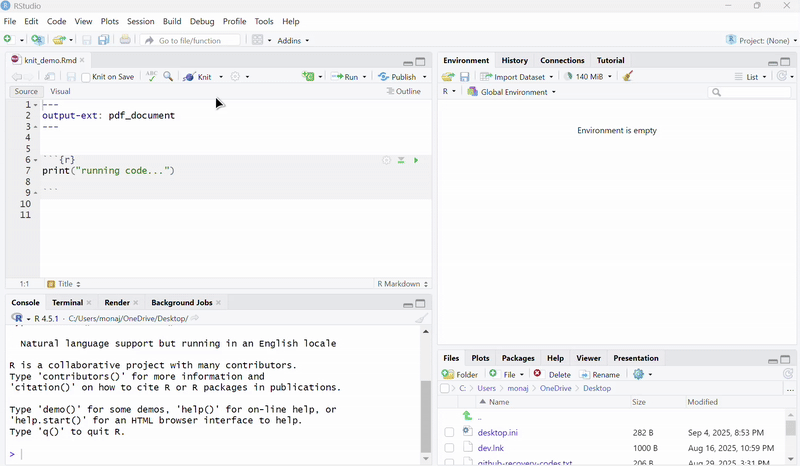 RStudio
File Edit Code View Plots Session Build Debug Profile Tools Help
Go to file/function Addins Project: (None)
knit_demo.Rmd
Knit on Save ABC Knit Run Publish
Source Visual Outline
1 ---
2 output-ext: pdf_document
3 ---
4
5
6 ```{r}
7 print("running code...")
8
9 ```
10
11
1:1 Title R Markdown
Console Terminal Render Background Jobs
R 4.5.1 · C:/Users/monaj/OneDrive/Desktop/
Natural language support but running in an English locale
R is a collaborative project with many contributors.
Type 'contributors()' for more information and
'citation()' on how to cite R or R packages in publications.
Type 'demo()' for some demos, 'help()' for on-line help, or
'help.start()' for an HTML browser interface to help.
Type 'q()' to quit R.
>
Environment History Connections Tutorial
Import Dataset 140 MiB List
R Global Environment
Environment is empty
Files Plots Packages Help Viewer Presentation
Folder File Delete Rename
C: Users monaj OneDrive Desktop ...
Name Size Modified
..
desktop.ini 282 B Sep 4, 2025, 8:53 PM
dev.lnk 1000 B Aug 16, 2025, 10:59 PM
github-recovery-codes.txt 206 B Aug 29, 2025, 3:31 PM